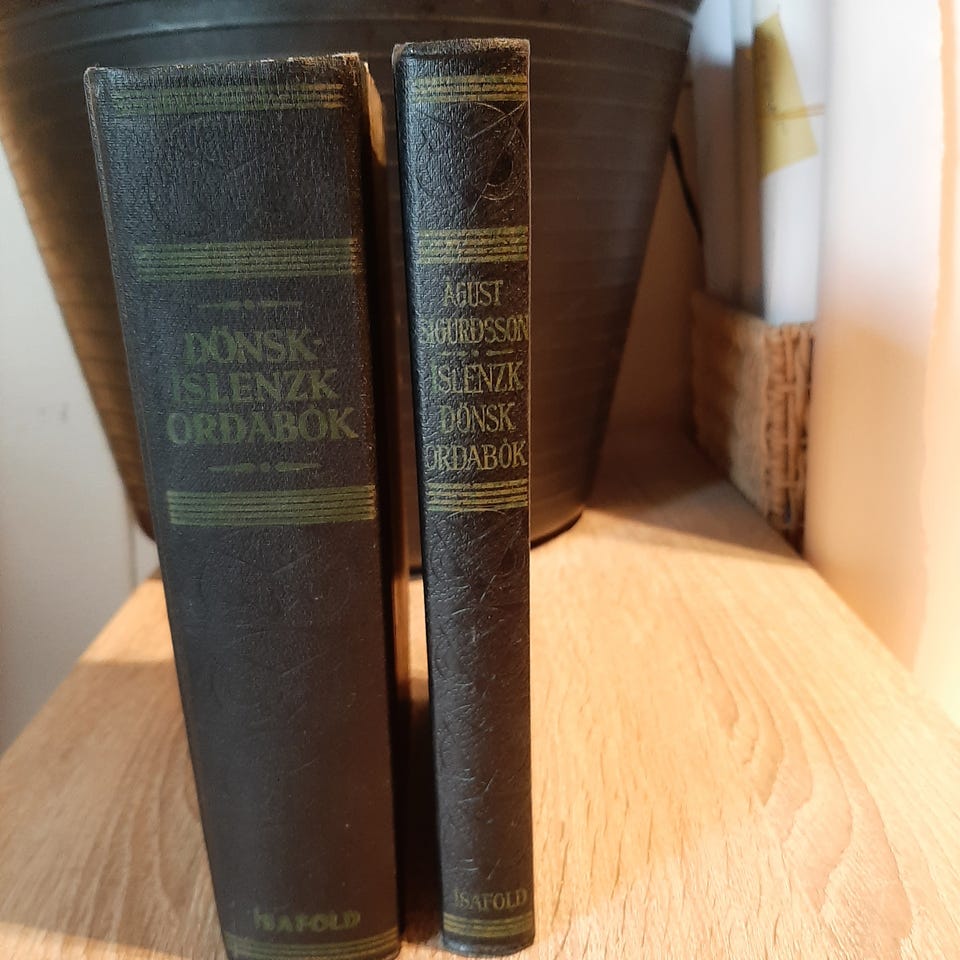 DÖNSK-
ÍSLENZK
ORÐABÓK
ÍSAFOLD
ÁGÚST
SIGURÐSSON
ÍSLENZK
DÖNSK
ORÐABÓK
ÍSAFOLD